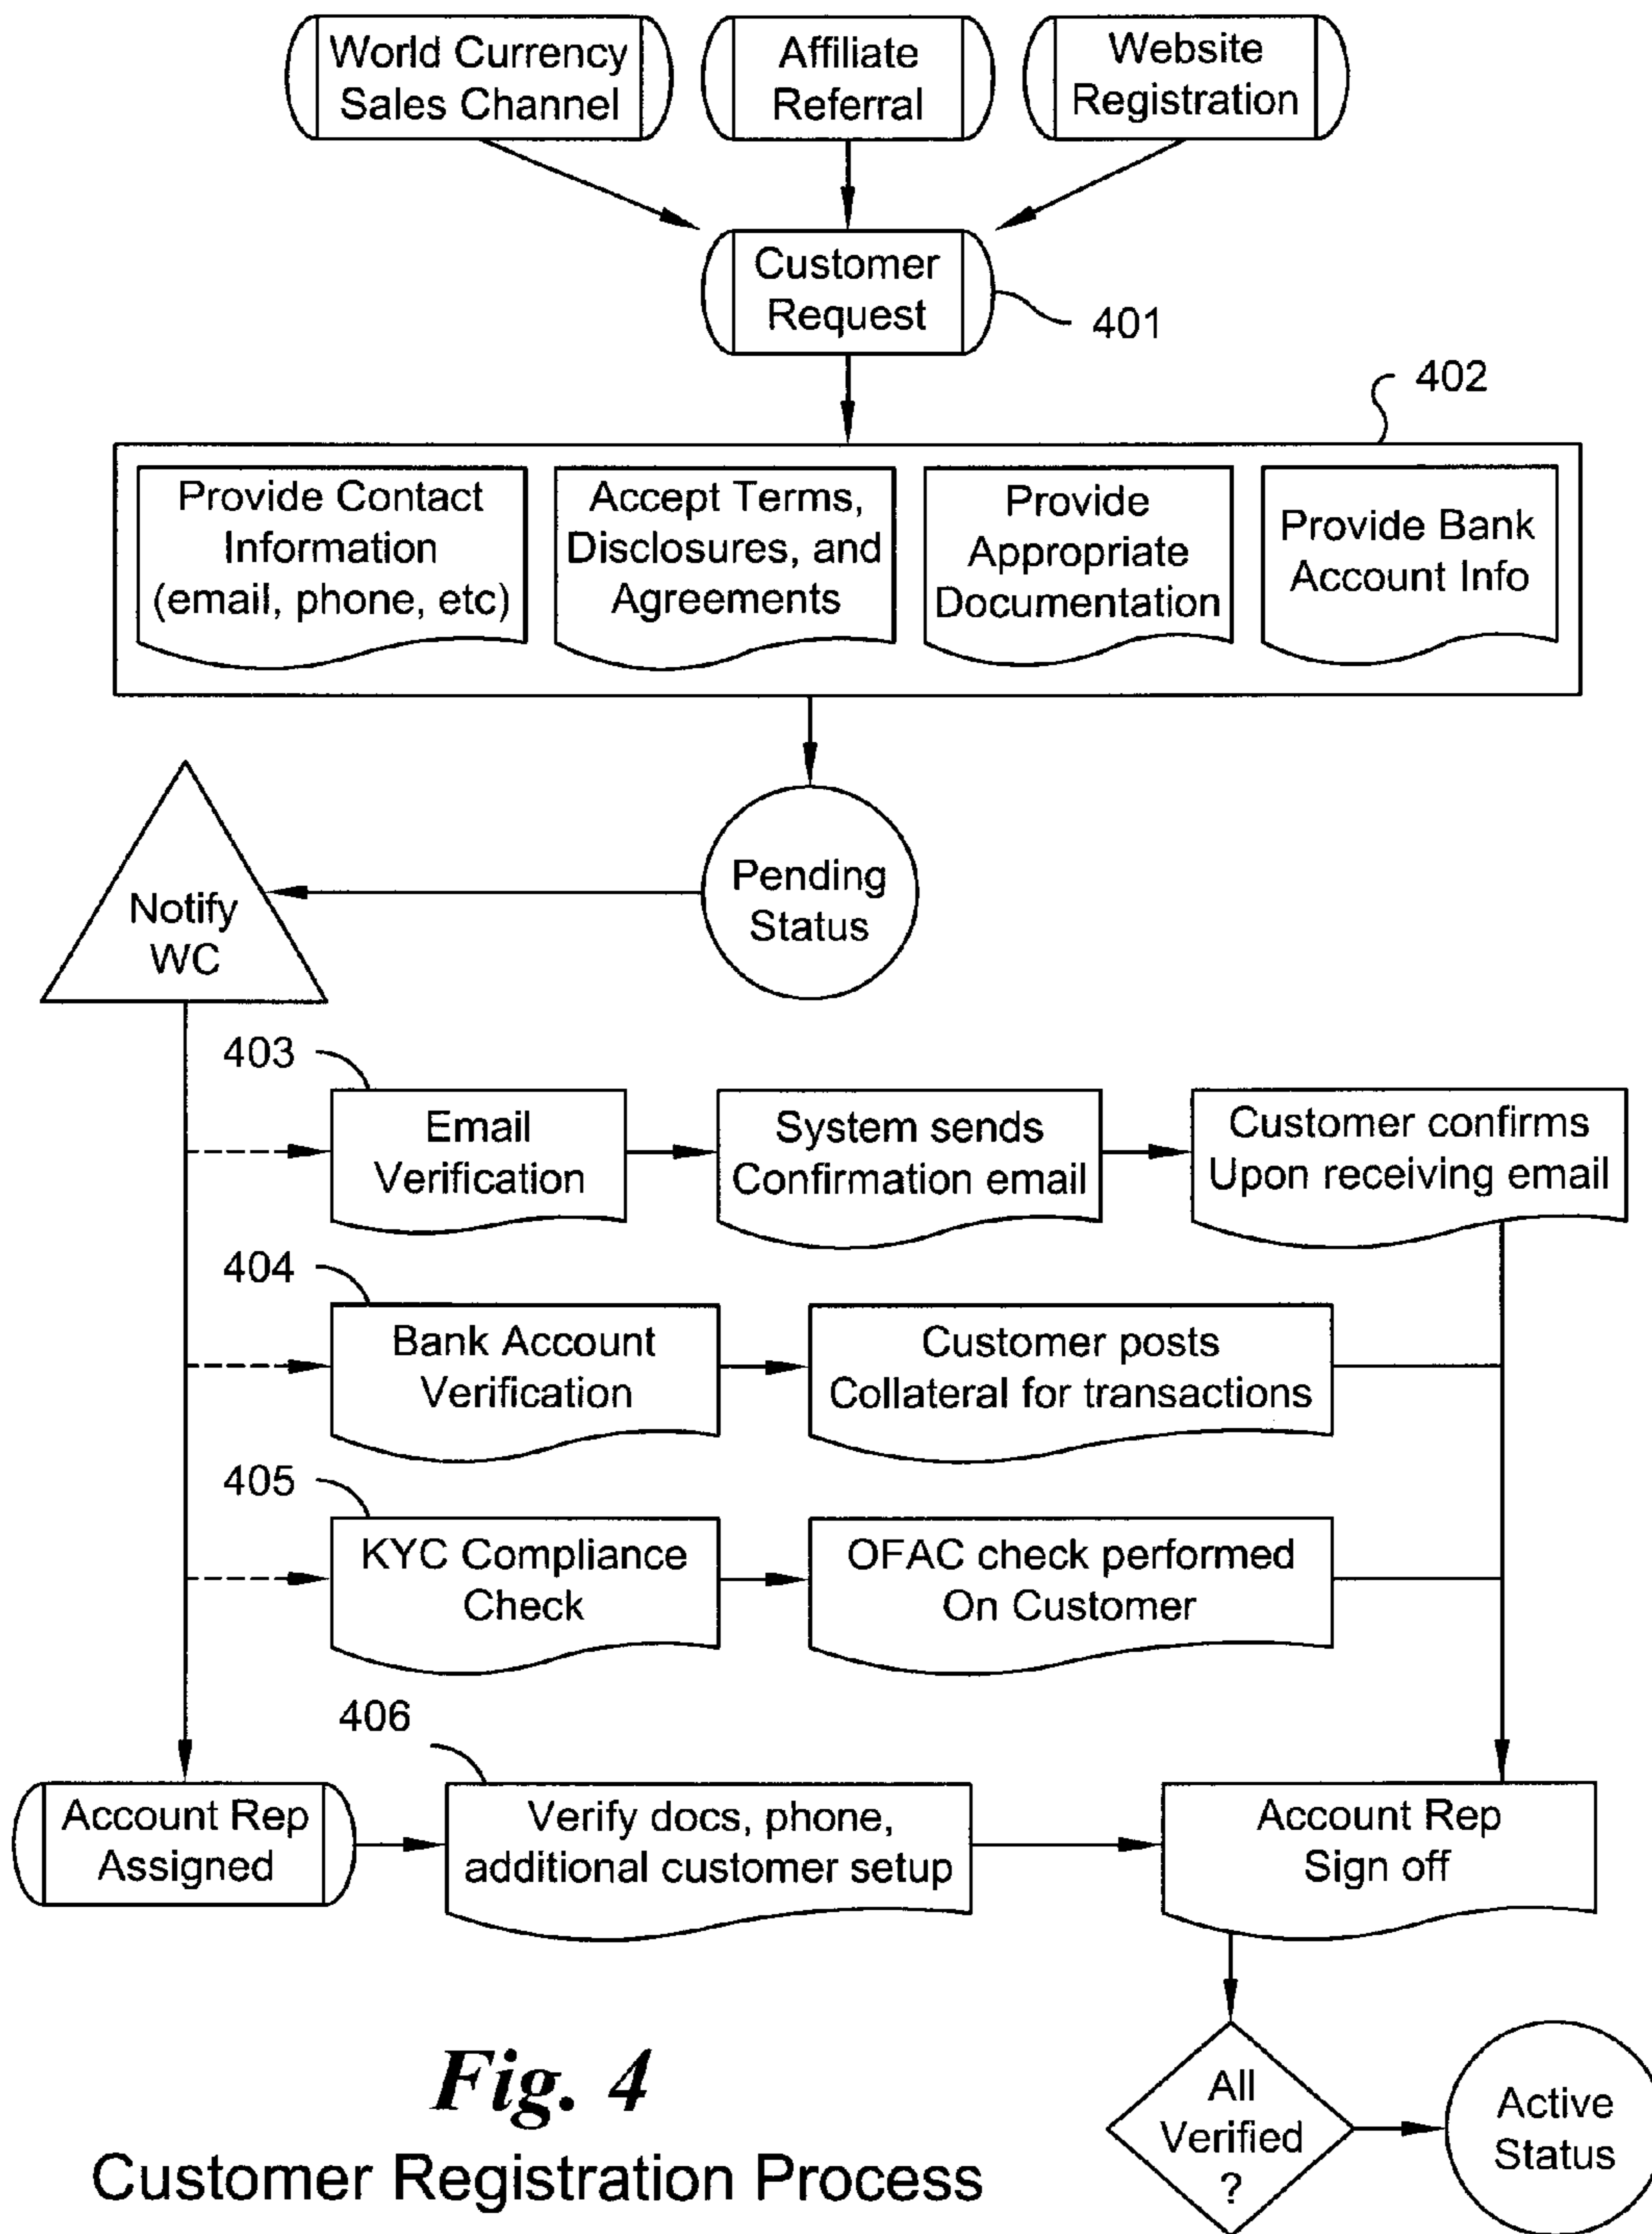 World Currency
Sales Channel
Affiliate
Referral
Website
Registration
Customer
Request
401
402
Provide Contact
Information
(email, phone, etc)
Accept Terms,
Disclosures, and
Agreements
Provide
Appropriate
Documentation
Provide Bank
Account Info
Pending
Status
Notify
WC
403
Email
Verification
System sends
Confirmation email
Customer confirms
Upon receiving email
404
Bank Account
Verification
Customer posts
Collateral for transactions
405
KYC Compliance
Check
OFAC check performed
On Customer
406
Account Rep
Assigned
Verify docs, phone,
additional customer setup
Account Rep
Sign off
All
Verified
?
Active
Status
Fig. 4
Customer Registration Process